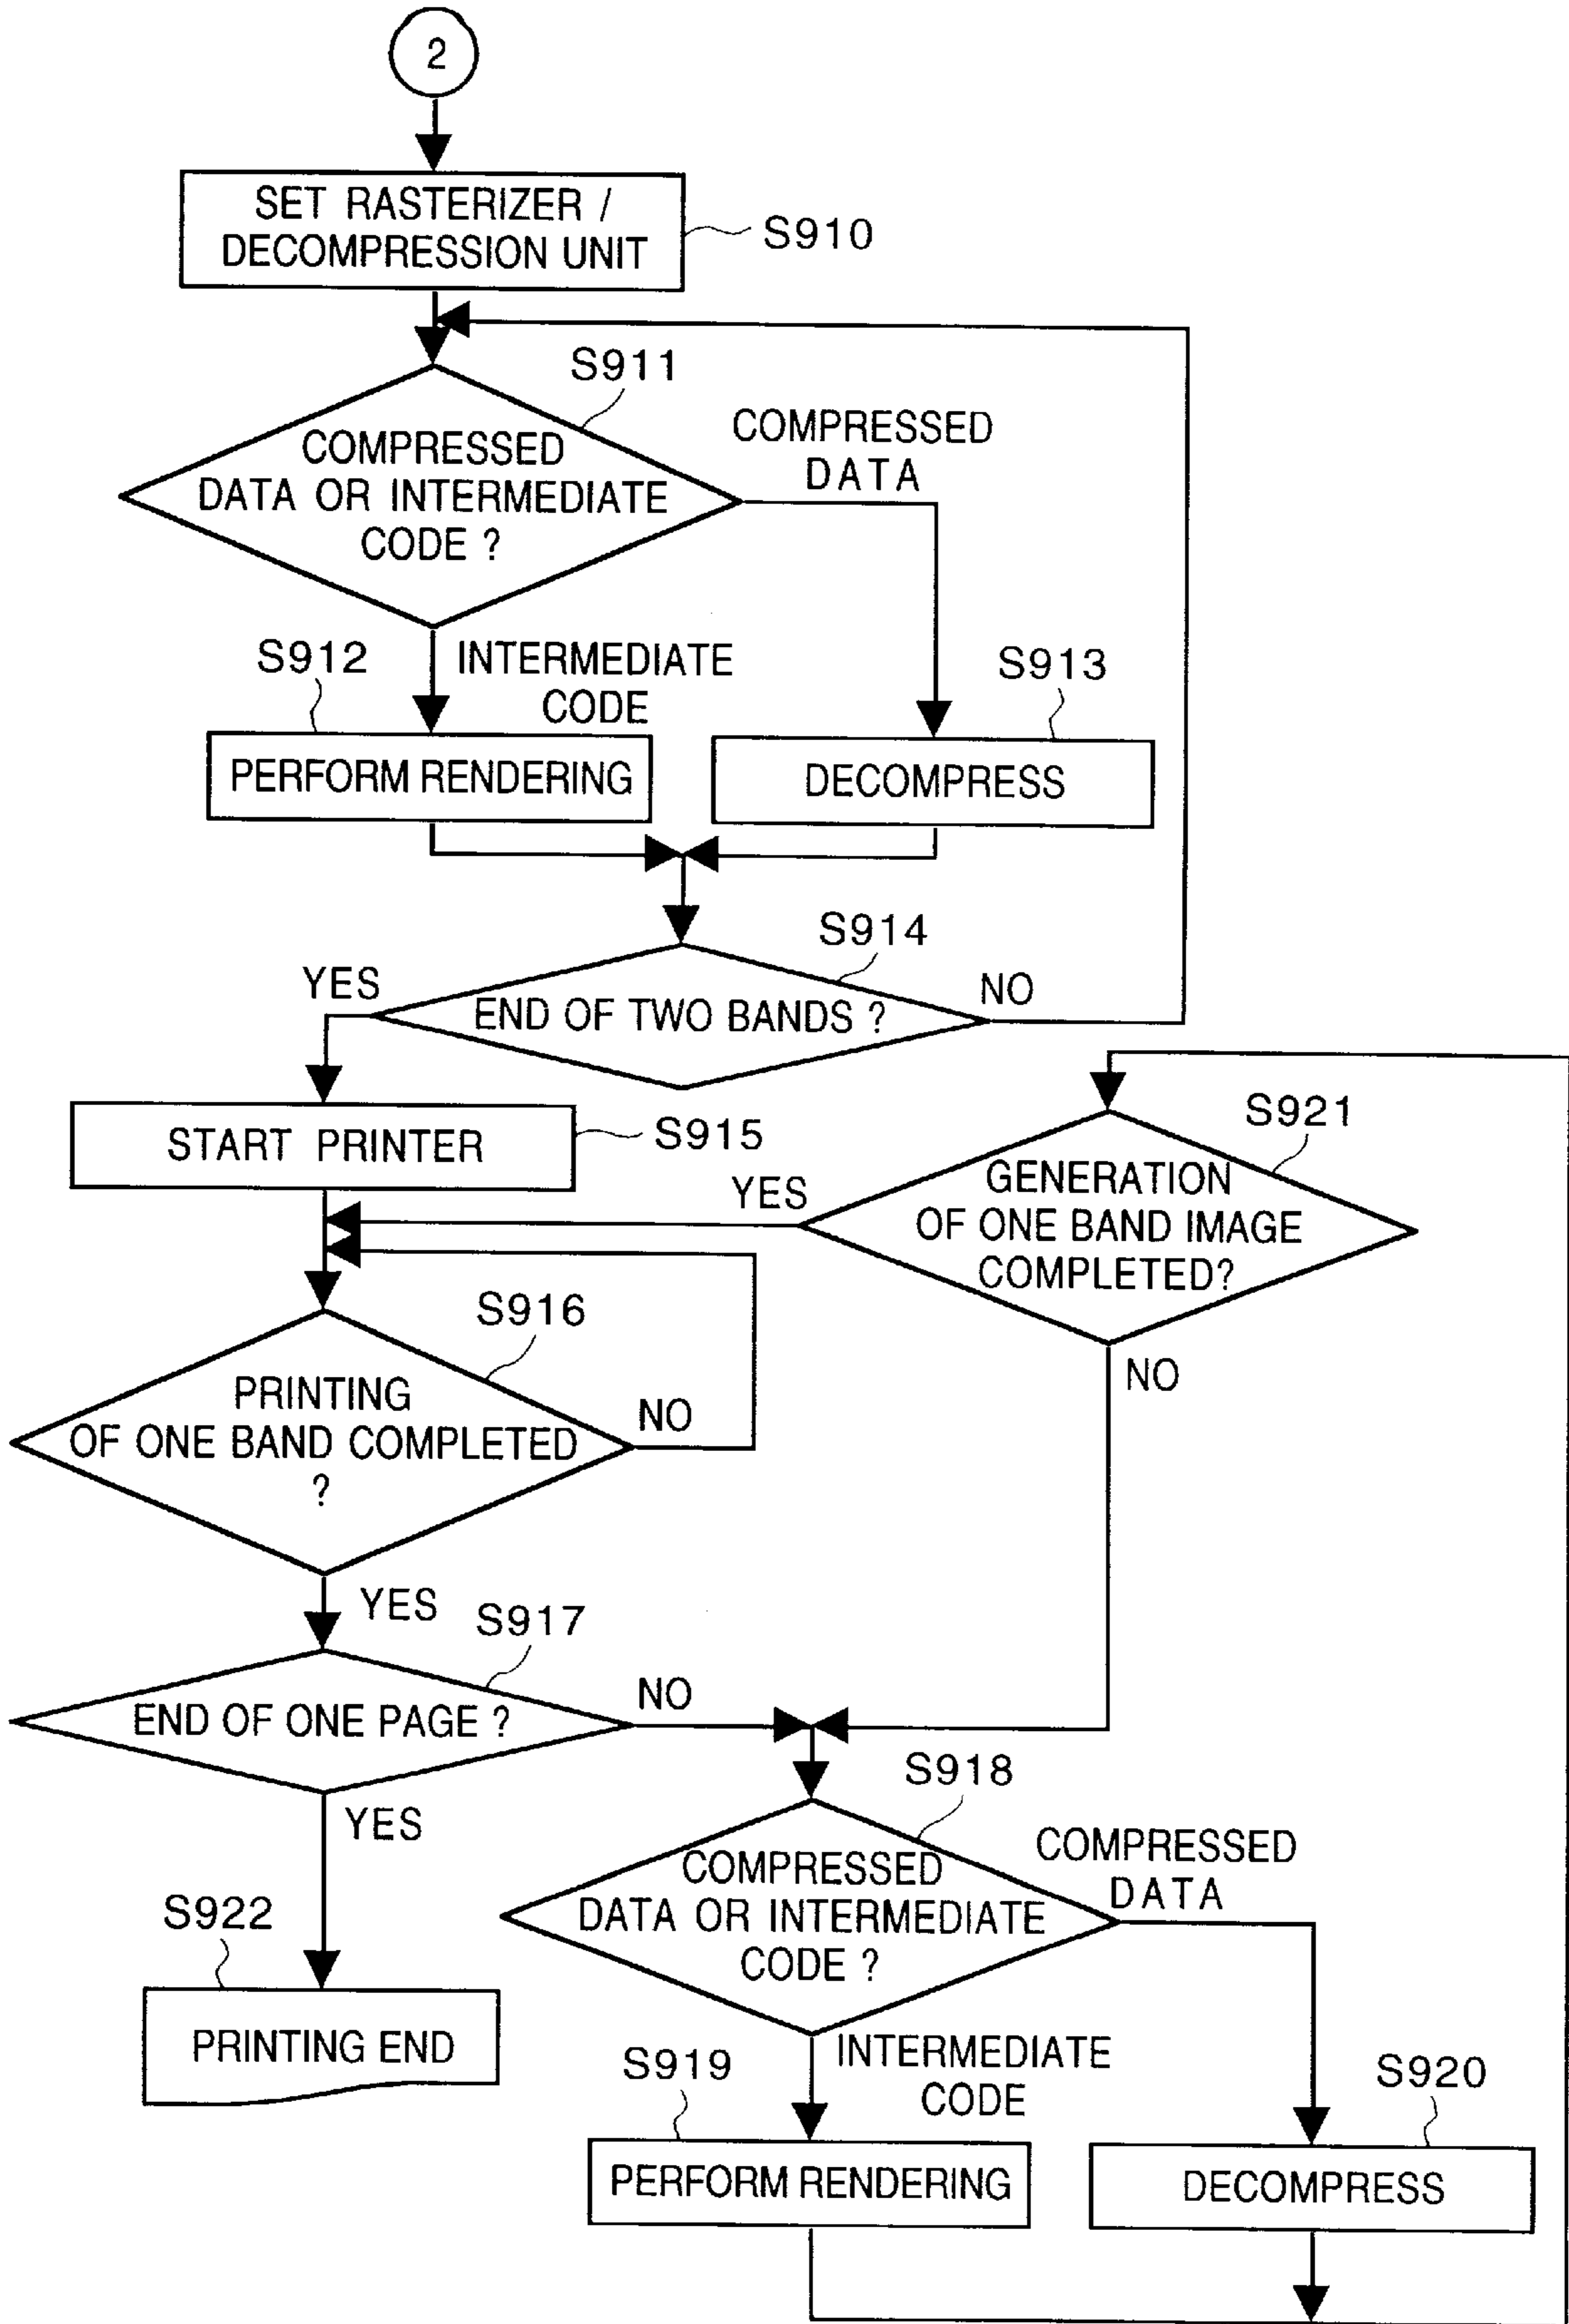 2
SET RASTERIZER /
DECOMPRESSION UNIT
S910
S911
COMPRESSED
DATA OR INTERMEDIATE
CODE ?
COMPRESSED
DATA
S912
INTERMEDIATE
CODE
S913
PERFORM RENDERING
DECOMPRESS
S914
YES
END OF TWO BANDS ?
NO
START PRINTER
S915
S921
GENERATION
OF ONE BAND IMAGE
COMPLETED?
YES
NO
S916
PRINTING
OF ONE BAND COMPLETED
?
NO
YES
S917
END OF ONE PAGE ?
NO
YES
S918
COMPRESSED
DATA OR INTERMEDIATE
CODE ?
COMPRESSED
DATA
S922
PRINTING END
S919
INTERMEDIATE
CODE
S920
PERFORM RENDERING
DECOMPRESS